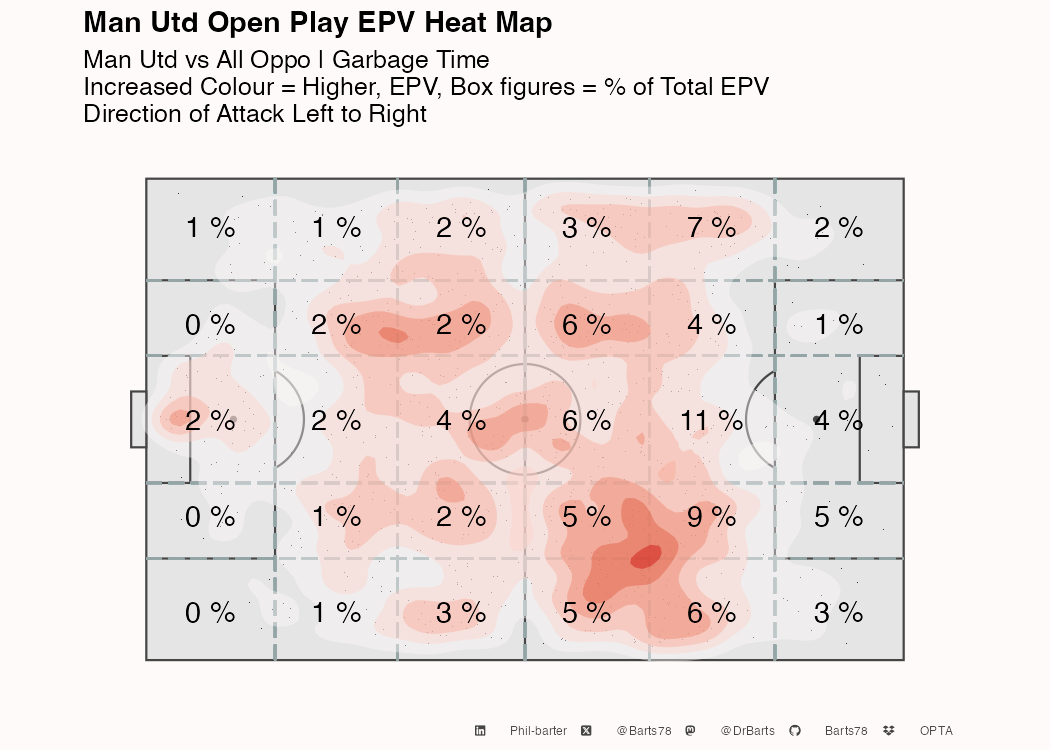 Man Utd Open Play EPV Heat Map
Man Utd vs All Oppo | Garbage Time
Increased Colour = Higher, EPV, Box figures = % of Total EPV
Direction of Attack Left to Right
1 % 1 % 2 % 3 % 7 % 2 %
0 % 2 % 2 % 6 % 4 % 1 %
2 % 2 % 4 % 6 % 11 % 4 %
0 % 1 % 2 % 5 % 9 % 5 %
0 % 1 % 3 % 5 % 6 % 3 %
Phil-barter @Barts78 @DrBarts Barts78 OPTA